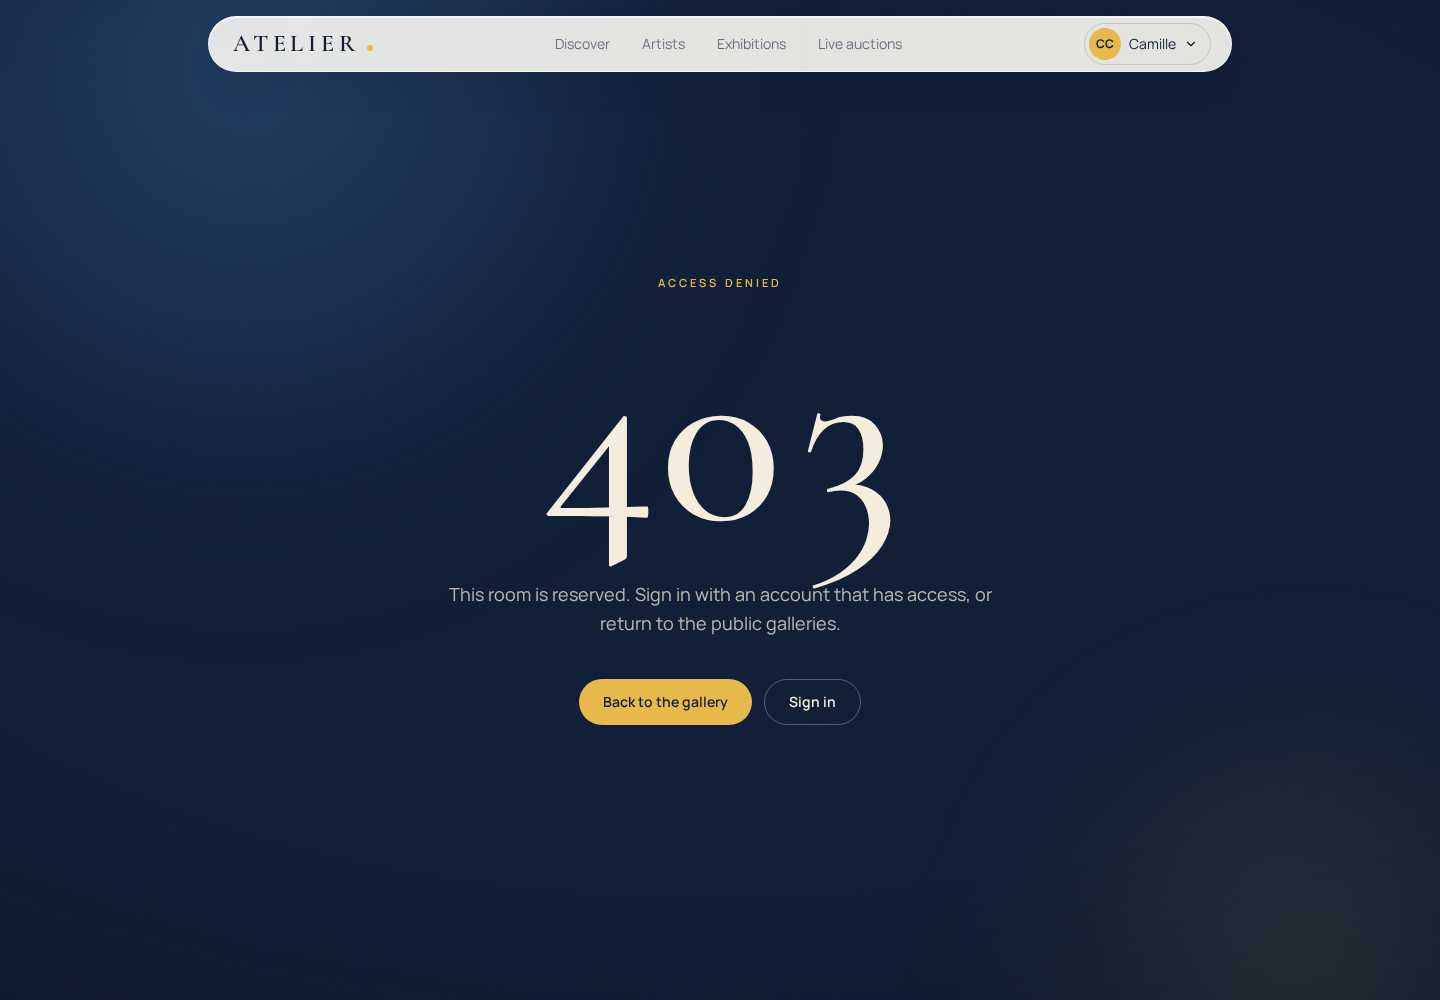 ATELIER
Discover Artists Exhibitions Live auctions
CC Camille
ACCESS DENIED
403
This room is reserved. Sign in with an account that has access, or
return to the public galleries.
Back to the gallery Sign in